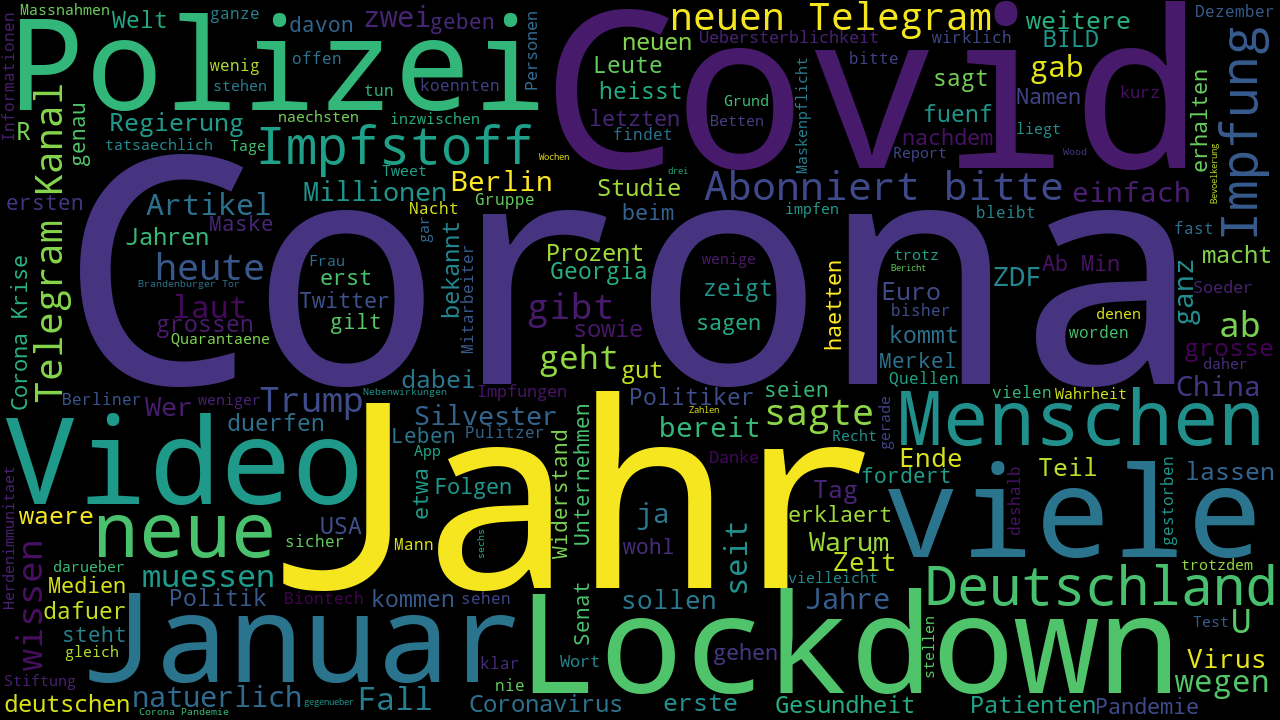 Massnahmen
ganze
Welt
davon
zwei
geben
neuen Telegram
weitere
Dezember
Informationen
Polizei
wenig
offen
stehen
tun
koennten
Personen
Covid
neuen
Uebersterblichkeit
wirklich
BILD
Leute
bitte
heisst
sagt
gab
Impfung
R
Regierung
genau
tatsaechlich
naechsten
Tage
inzwischen
letzten
findet
Grund
Betten
Maskenpflicht
fuenf
nachdem
Namen
kurz
liegt
erhalten
Telegram Kanal
Impfstoff
Wochen
drei
Report
Wood
Bevoelkerung
ersten
Artikel
Millionen
Tweet
Berlin
Gruppe
Studie
Abonniert bitte
einfach
Maske
Nacht
gar
beim
impfen
bleibt
fast
Jahren
Corona
heute
Frau
erst
bekannt
Prozent
Georgia
wenige
trotz
Bericht
ZDF
Ab Min
ganz
macht
Brandenburger Tor
Twitter
zeigt
Euro
Soeder
Corona Krise
laut
grossen
gilt
Mitarbeiter
gibt
sowie
sagen
haetten
bisher
denen
ab
Quarantaene
geht
kommt
worden
grosse
Merkel
daher
dabei
gut
Quellen
Berliner
Wer
weniger
Trump
Nebenwirkungen
Impfungen
Politiker
seien
vielen
Wahrheit
China
duerfen
Silvester
Zahlen
sagte
gerade
Menschen
Video
Jahr
Leben
Pulitzer
bereit
Recht
App
Danke
Ende
Teil
lassen
Herdenimmunitaet
etwa
Folgen
Widerstand
Unternehmen
Tag
fordert
viele
deshalb
gestorben
waere
neue
USA
ja
erklaert
sicher
Mann
sechs
wohl
seit
Warum
Zeit
wissen
darueber
muessen
vielleicht
trotzdem
Medien
Politik
Biontech
kommen
sehen
sollen
Jahre
Deutschland
dafuer
Januar
Senat
Lockdown
Test
U
steht
gleich
klar
Wort
gehen
stellen
Virus
Stiftung
nie
wegen
deutschen
natuerlich
gegenueber
Fall
Coronavirus
erste
Gesundheit
Patienten
Pandemie
Corona Pandemie